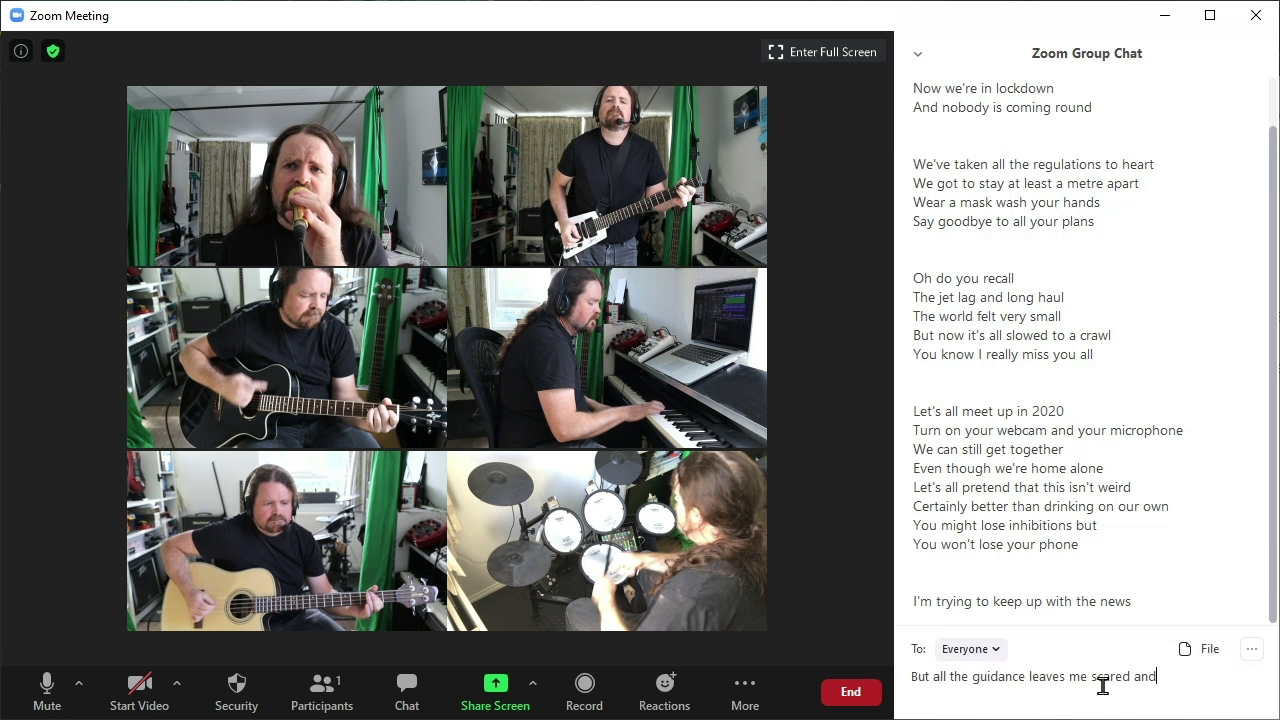 Zoom Meeting
Enter Full Screen
Zoom Group Chat
Now we're in lockdown
And nobody is coming round
We've taken all the regulations to heart
We got to stay at least a metre apart
Wear a mask wash your hands
Say goodbye to all your plans
Oh do you recall
The jet lag and long haul
The world felt very small
But now it's all slowed to a crawl
You know I really miss you all
Let's all meet up in 2020
Turn on your webcam and your microphone
We can still get together
Even though we're home alone
Let's all pretend that this isn't weird
Certainly better than drinking on our own
You might lose inhibitions but
You won't lose your phone
I'm trying to keep up with the news
To: Everyone File
But all the guidance leaves me scared and
Mute Start Video Security Participants 1 Chat Share Screen Record Reactions More End